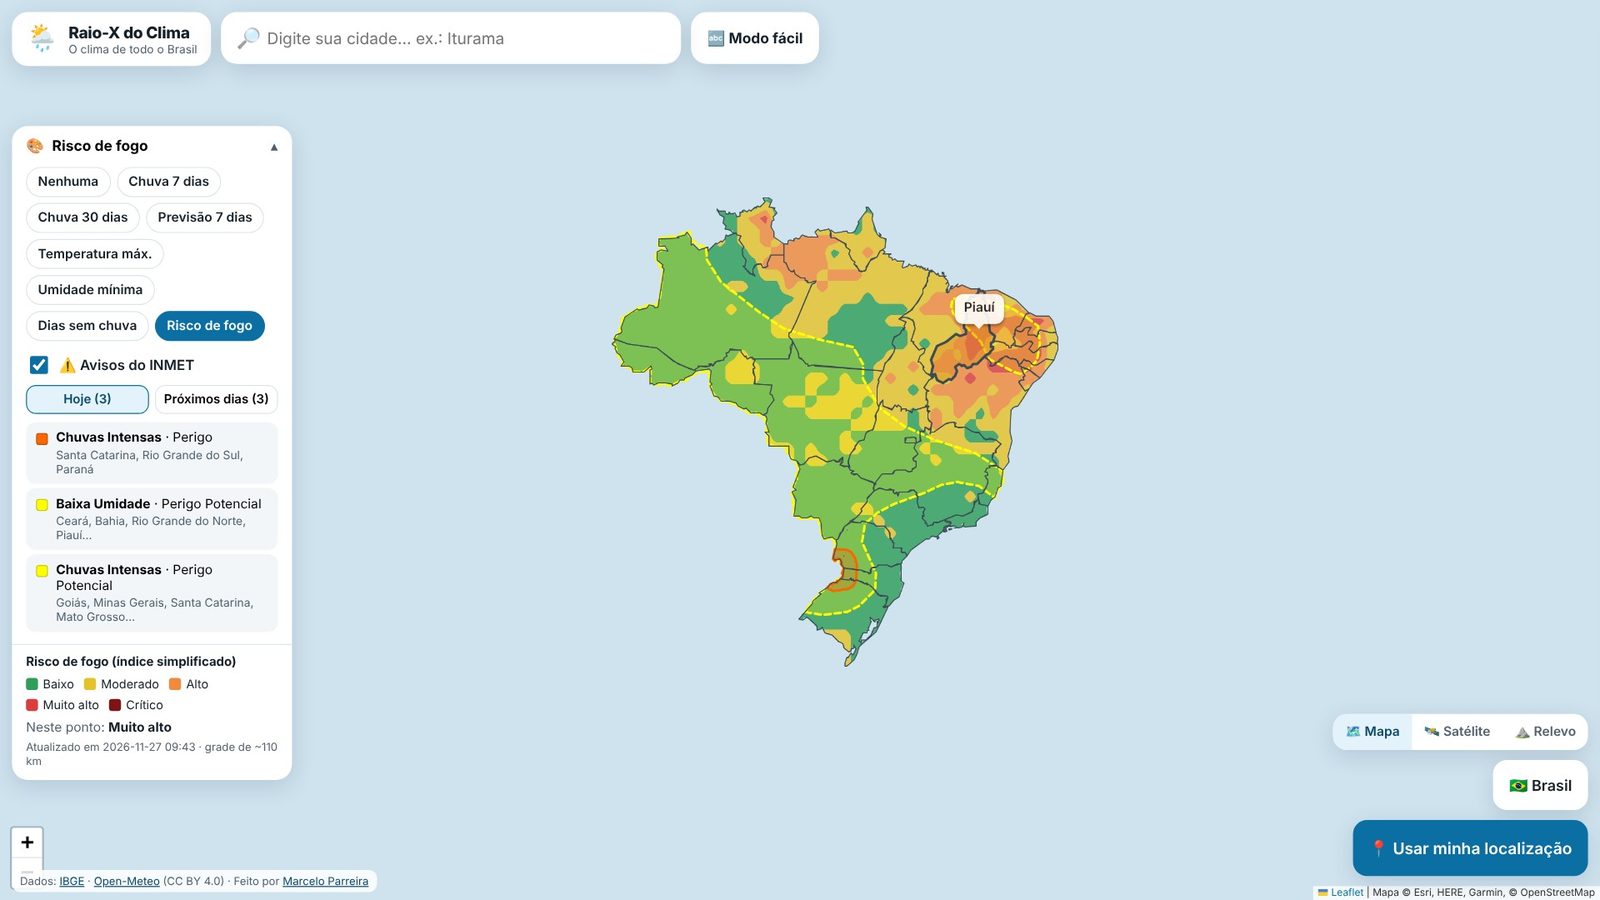 Raio-X do Clima
O clima de todo o Brasil
Digite sua cidade... ex.: Iturama
abc Modo fácil
Risco de fogo
Nenhuma
Chuva 7 dias
Chuva 30 dias
Previsão 7 dias
Temperatura máx.
Umidade mínima
Dias sem chuva
Risco de fogo
Avisos do INMET
Hoje (3)
Próximos dias (3)
Chuvas Intensas · Perigo
Santa Catarina, Rio Grande do Sul,
Paraná
Baixa Umidade · Perigo Potencial
Ceará, Bahia, Rio Grande do Norte,
Piauí...
Chuvas Intensas · Perigo
Potencial
Goiás, Minas Gerais, Santa Catarina,
Mato Grosso...
Risco de fogo (índice simplificado)
Baixo Moderado Alto
Muito alto Crítico
Neste ponto: Muito alto
Atualizado em 2026-11-27 09:43 · grade de ~110
km
Piauí
Mapa
Satélite
Relevo
Brasil
Usar minha localização
+
Dados: IBGE · Open-Meteo (CC BY 4.0) · Feito por Marcelo Parreira
Leaflet | Mapa © Esri, HERE, Garmin, © OpenStreetMap